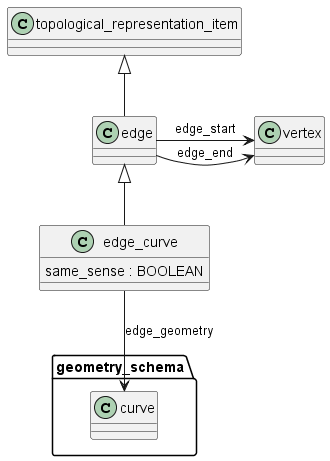 C topological_representation_item
C edge
edge_start
edge_end
C vertex
C edge_curve
same_sense : BOOLEAN
edge_geometry
geometry_schema
C curve